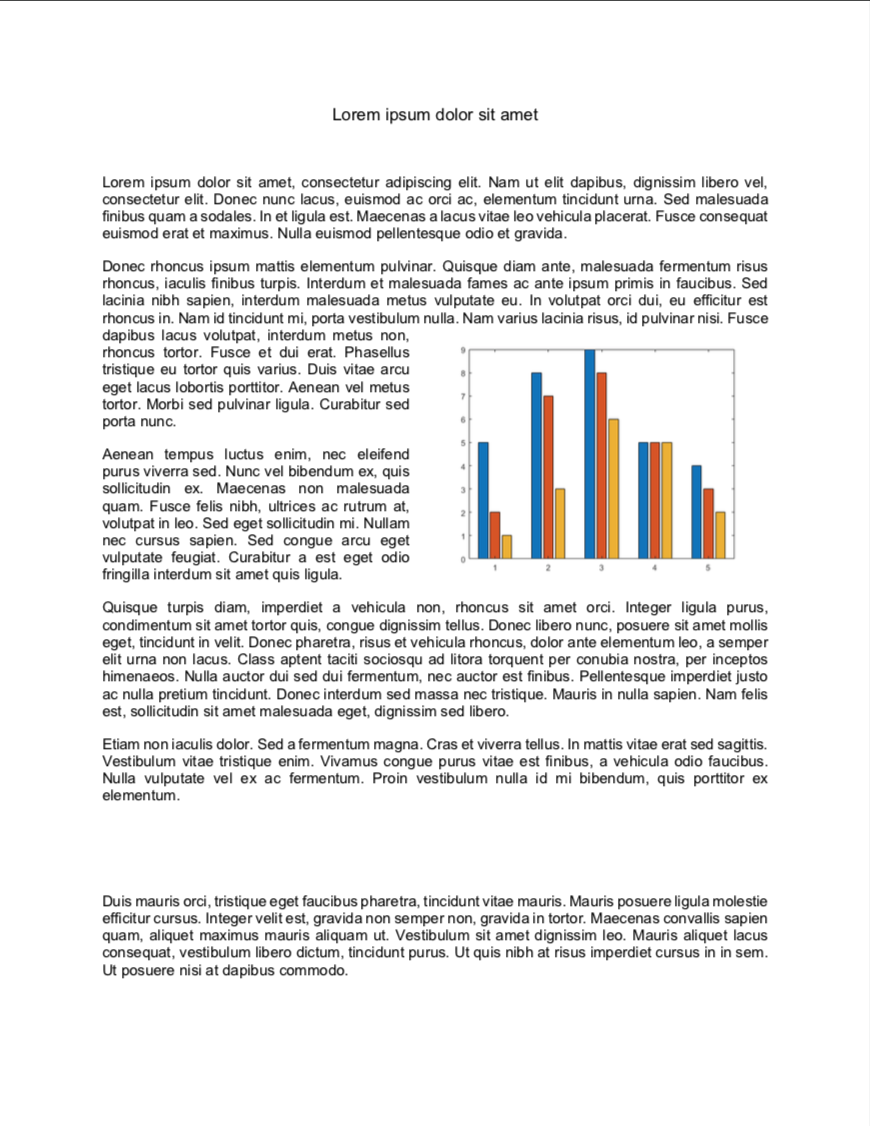 Lorem ipsum dolor sit amet
Lorem ipsum dolor sit amet, consectetur adipiscing elit. Nam ut elit dapibus, dignissim libero vel,
consectetur elit. Donec nunc lacus, euismod ac orci ac, elementum tincidunt urna. Sed malesuada
finibus quam a sodales. In et ligula est. Maecenas a lacus vitae leo vehicula placerat. Fusce consequat
euismod erat et maximus. Nulla euismod pellentesque odio et gravida.
Donec rhoncus ipsum mattis elementum pulvinar. Quisque diam ante, malesuada fermentum risus
rhoncus, iaculis finibus turpis. Interdum et malesuada fames ac ante ipsum primis in faucibus. Sed
lacinia nibh sapien, interdum malesuada metus vulputate eu. In volutpat orci dui, eu efficitur est
rhoncus in. Nam id tincidunt mi, porta vestibulum nulla. Nam varius lacinia risus, id pulvinar nisi. Fusce
dapibus lacus volutpat, interdum metus non,
rhoncus tortor. Fusce et dui erat. Phasellus
tristique eu tortor quis varius. Duis vitae arcu
eget lacus lobortis porttitor. Aenean vel metus
tortor. Morbi sed pulvinar ligula. Curabitur sed
porta nunc.
Aenean tempus luctus enim, nec eleifend
purus viverra sed. Nunc vel bibendum ex, quis
sollicitudin ex. Maecenas non malesuada
quam. Fusce felis nibh, ultrices ac rutrum at,
volutpat in leo. Sed eget sollicitudin mi. Nullam
nec cursus sapien. Sed congue arcu eget
vulputate feugiat. Curabitur a est eget odio
fringilla interdum sit amet quis ligula.
9
8
7
6
5
4
3
2
1
0
1 2 3 4 5
Quisque turpis diam, imperdiet a vehicula non, rhoncus sit amet orci. Integer ligula purus,
condimentum sit amet tortor quis, congue dignissim tellus. Donec libero nunc, posuere sit amet mollis
eget, tincidunt in velit. Donec pharetra, risus et vehicula rhoncus, dolor ante elementum leo, a semper
elit urna non lacus. Class aptent taciti sociosqu ad litora torquent per conubia nostra, per inceptos
himenaeos. Nulla auctor dui sed dui fermentum, nec auctor est finibus. Pellentesque imperdiet justo
ac nulla pretium tincidunt. Donec interdum sed massa nec tristique. Mauris in nulla sapien. Nam felis
est, sollicitudin sit amet malesuada eget, dignissim sed libero.
Etiam non iaculis dolor. Sed a fermentum magna. Cras et viverra tellus. In mattis vitae erat sed sagittis.
Vestibulum vitae tristique enim. Vivamus congue purus vitae est finibus, a vehicula odio faucibus.
Nulla vulputate vel ex ac fermentum. Proin vestibulum nulla id mi bibendum, quis porttitor ex
elementum.
Duis mauris orci, tristique eget faucibus pharetra, tincidunt vitae mauris. Mauris posuere ligula molestie
efficitur cursus. Integer velit est, gravida non semper non, gravida in tortor. Maecenas convallis sapien
quam, aliquet maximus mauris aliquam ut. Vestibulum sit amet dignissim leo. Mauris aliquet lacus
consequat, vestibulum libero dictum, tincidunt purus. Ut quis nibh at risus imperdiet cursus in in sem.
Ut posuere nisi at dapibus commodo.